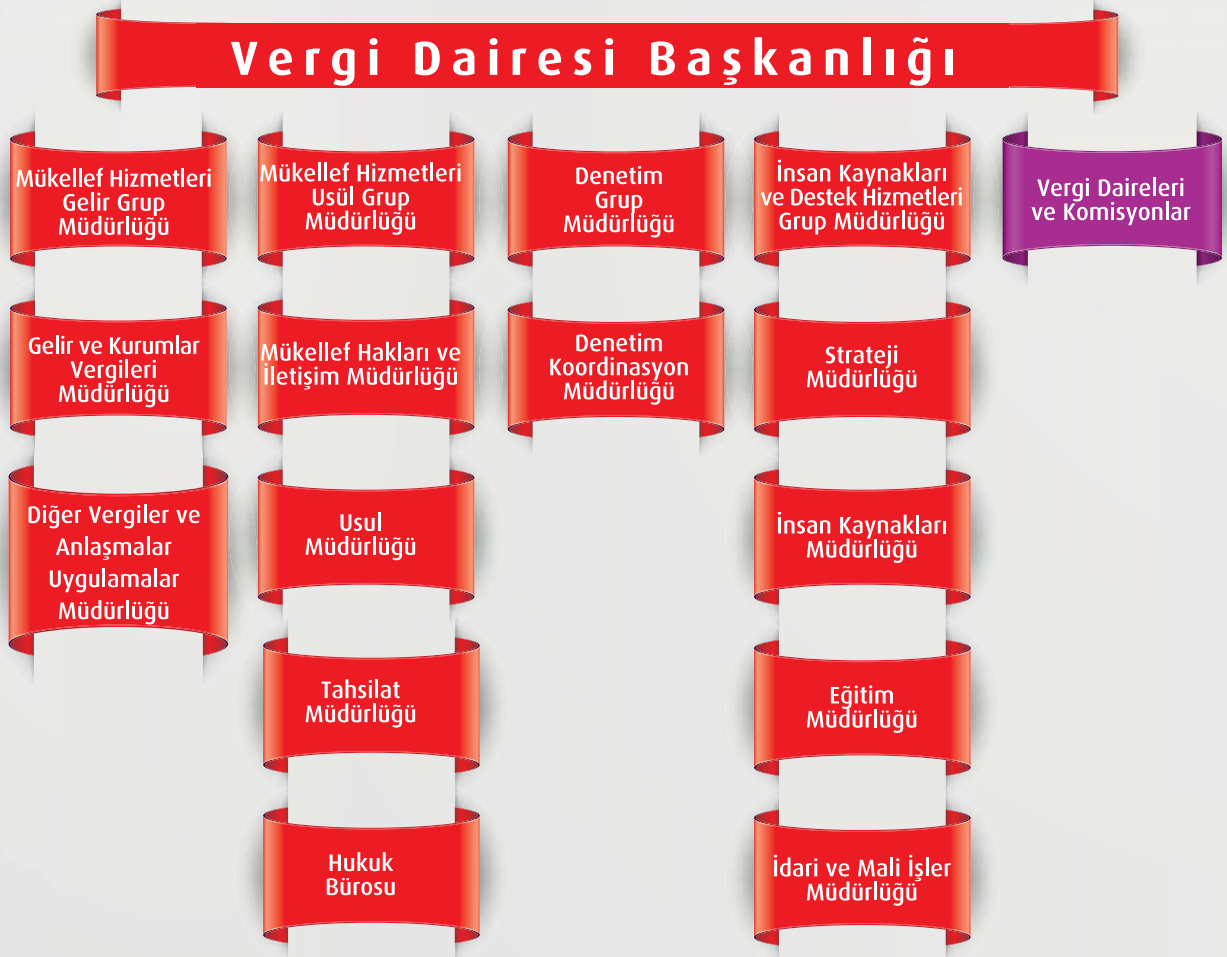 Vergi Dairesi Başkanlığı
Mükellef Hizmetleri
Gelir Grup
Müdürlüğü
Mükellef Hizmetleri
Usül Grup
Müdürlüğü
Denetim
Grup
Müdürlüğü
İnsan Kaynakları
ve Destek Hizmetleri
Grup Müdürlüğü
Vergi Daireleri
ve Komisyonlar
Gelir ve Kurumlar
Vergileri
Müdürlüğü
Mükellef Hakları ve
İletişim Müdürlüğü
Denetim
Koordinasyon
Müdürlüğü
Strateji
Müdürlüğü
Diğer Vergiler ve
Anlaşmalar
Uygulamalar
Müdürlüğü
Usul
Müdürlüğü
İnsan Kaynakları
Müdürlüğü
Tahsilat
Müdürlüğü
Eğitim
Müdürlüğü
Hukuk
Bürosu
İdari ve Mali İşler
Müdürlüğü